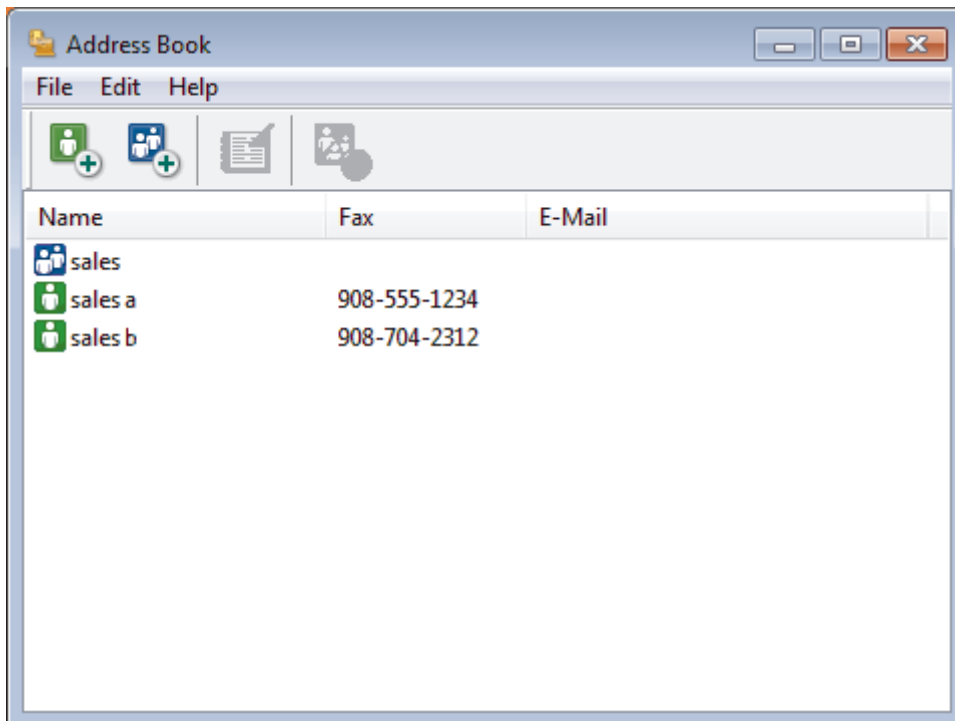 Address Book
File Edit Help
Name Fax E-Mail
sales
sales a 908-555-1234
sales b 908-704-2312